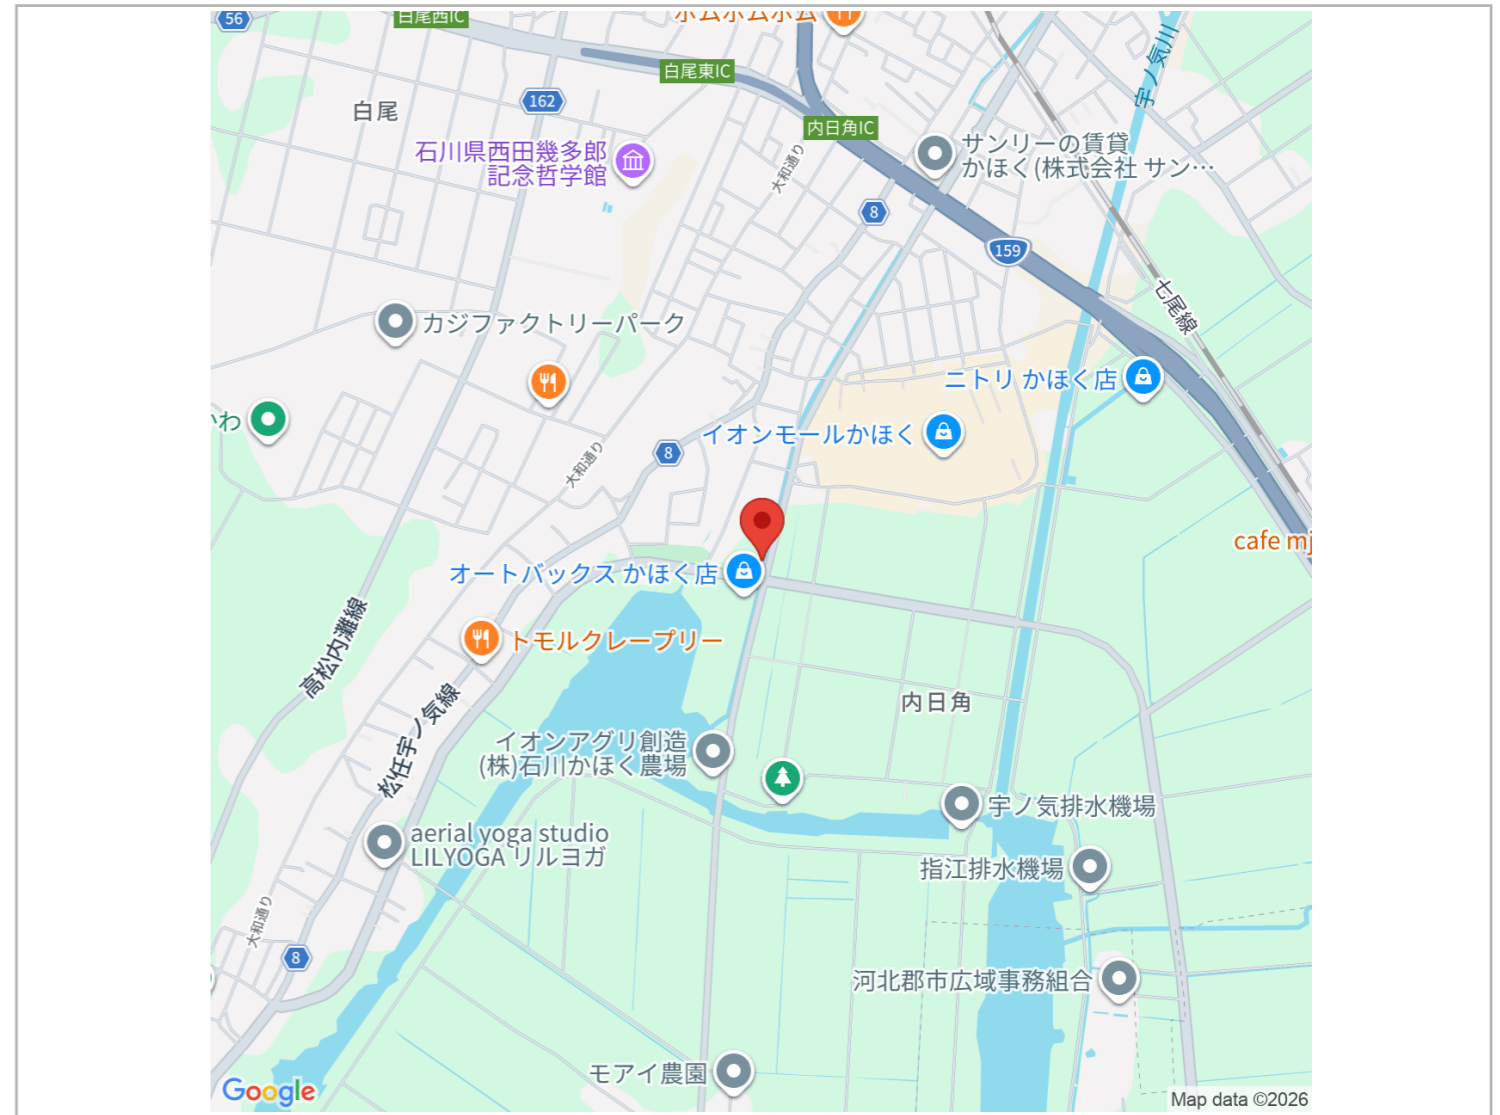 56
白尾西IC
ホムホムホム
宇ノ気川
白尾東IC
白尾
162
内日角IC
サンリーの賃貸
かほく(株式会社 サン…
石川県西田幾多郎
記念哲学館
大和通り
8
159
七尾線
カジファクトリーパーク
ニトリ かほく店
かわ
イオンモールかほく
8
大和通り
cafe mj
オートバックス かほく店
トモルクレープリー
高松内灘線
内日角
松任宇ノ気線
イオンアグリ創造
(株)石川かほく農場
宇ノ気排水機場
aerial yoga studio
LILYOGA リルヨガ
指江排水機場
大和通り
8
河北郡市広域事務組合
モアイ農園
Google
Map data ©2026